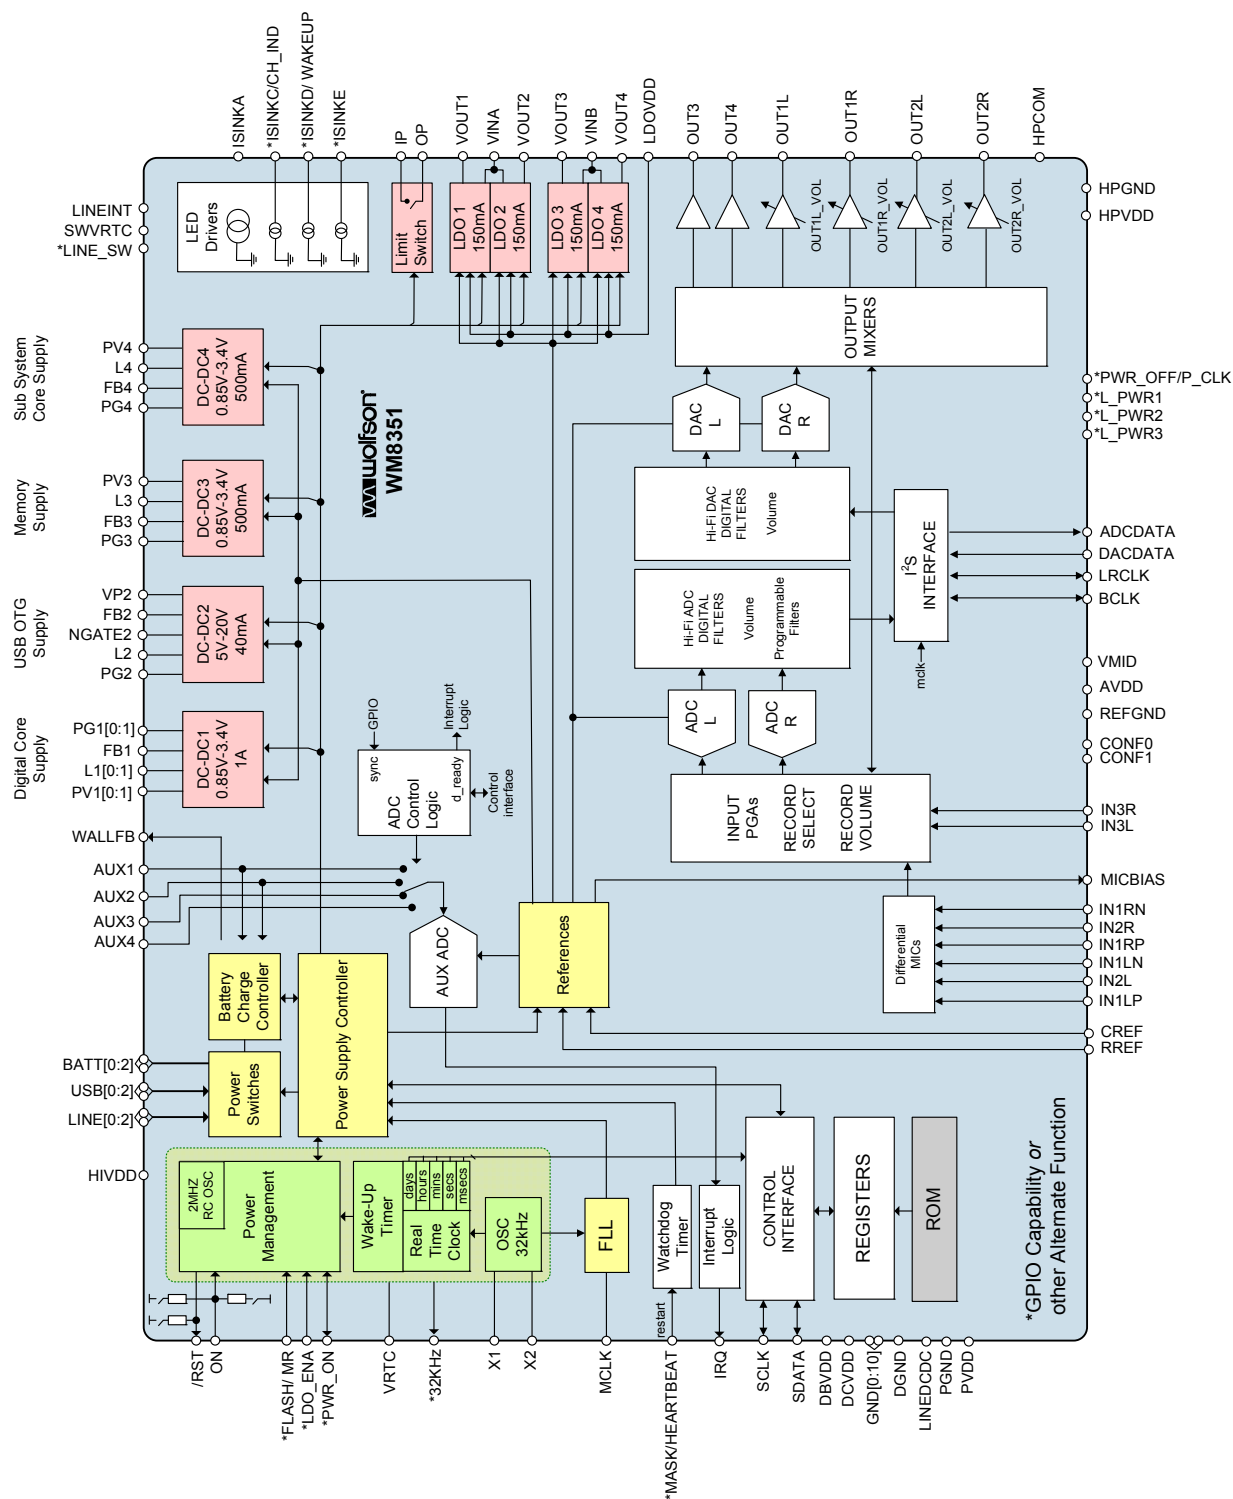 ISINKA
*ISINKC/CH_IND
*ISINKD/ WAKEUP
*ISINKE
IP
OP
VOUT1
VINA
VOUT2
VOUT3
VINB
VOUT4
LDOVDD
OUT3
OUT4
OUT1L
OUT1R
OUT2L
OUT2R
HPCOM
LINEINT
SWVRTC
*LINE_SW
LED
Drivers
Limit
Switch
LDO 1
150mA
LDO 2
150mA
LDO 3
150mA
LDO 4
150mA
OUT1L_VOL
OUT1R_VOL
OUT2L_VOL
OUT2R_VOL
HPGND
HPVDD
Sub System
Core Supply
PV4
L4
FB4
PG4
DC-DC4
0.85V-3.4V
500mA
OUTPUT
MIXERS
*PWR_OFF/P_CLK
*L_PWR1
*L_PWR2
*L_PWR3
wolfson
WM8351
DAC
L
DAC
R
Memory
Supply
PV3
L3
FB3
PG3
DC-DC3
0.85V-3.4V
500mA
Hi-Fi DAC
DIGITAL
FILTERS
Volume
I2S
INTERFACE
mclk
ADCDATA
DACDATA
LRCLK
BCLK
USB OTG
Supply
VP2
FB2
NGATE2
L2
PG2
DC-DC2
5V-20V
40mA
Hi-Fi ADC
DIGITAL
FILTERS
Volume
Programmable
Filters
VMID
AVDD
REFGND
CONF0
CONF1
Digital Core
Supply
PG1[0:1]
FB1
L1[0:1]
PV1[0:1]
DC-DC1
0.85V-3.4V
1A
GPIO
Interrupt
Logic
sync
d_ready
ADC
Control
Logic
Control
interface
ADC
L
ADC
R
INPUT
PGAs
RECORD
SELECT
RECORD
VOLUME
IN3R
IN3L
WALLFB
AUX1
AUX2
AUX3
AUX4
MICBIAS
IN1RN
IN2R
IN1RP
IN1LN
IN2L
IN1LP
Differential
MICs
CREF
RREF
Battery
Charge
Controller
Power Supply Controller
AUX ADC
References
BATT[0:2]
USB[0:2]
LINE[0:2]
Power
Switches
HIVDD
2MHZ
RC OSC
Power
Management
Wake-Up
Timer
days
hours
mins
secs
msecs
Real
Time
Clock
OSC
32kHz
FLL
Watchdog
Timer
restart
Interrupt
Logic
CONTROL
INTERFACE
REGISTERS
ROM
*GPIO Capability or
other Alternate Function
/RST
ON
*FLASH/ MR
*LDO_ENA
*PWR_ON
VRTC
*32KHz
X1
X2
MCLK
*MASK/HEARTBEAT
IRQ
SCLK
SDATA
DBVDD
DCVDD
GND[0:10]
DGND
LINEDCDC
PGND
PVDD